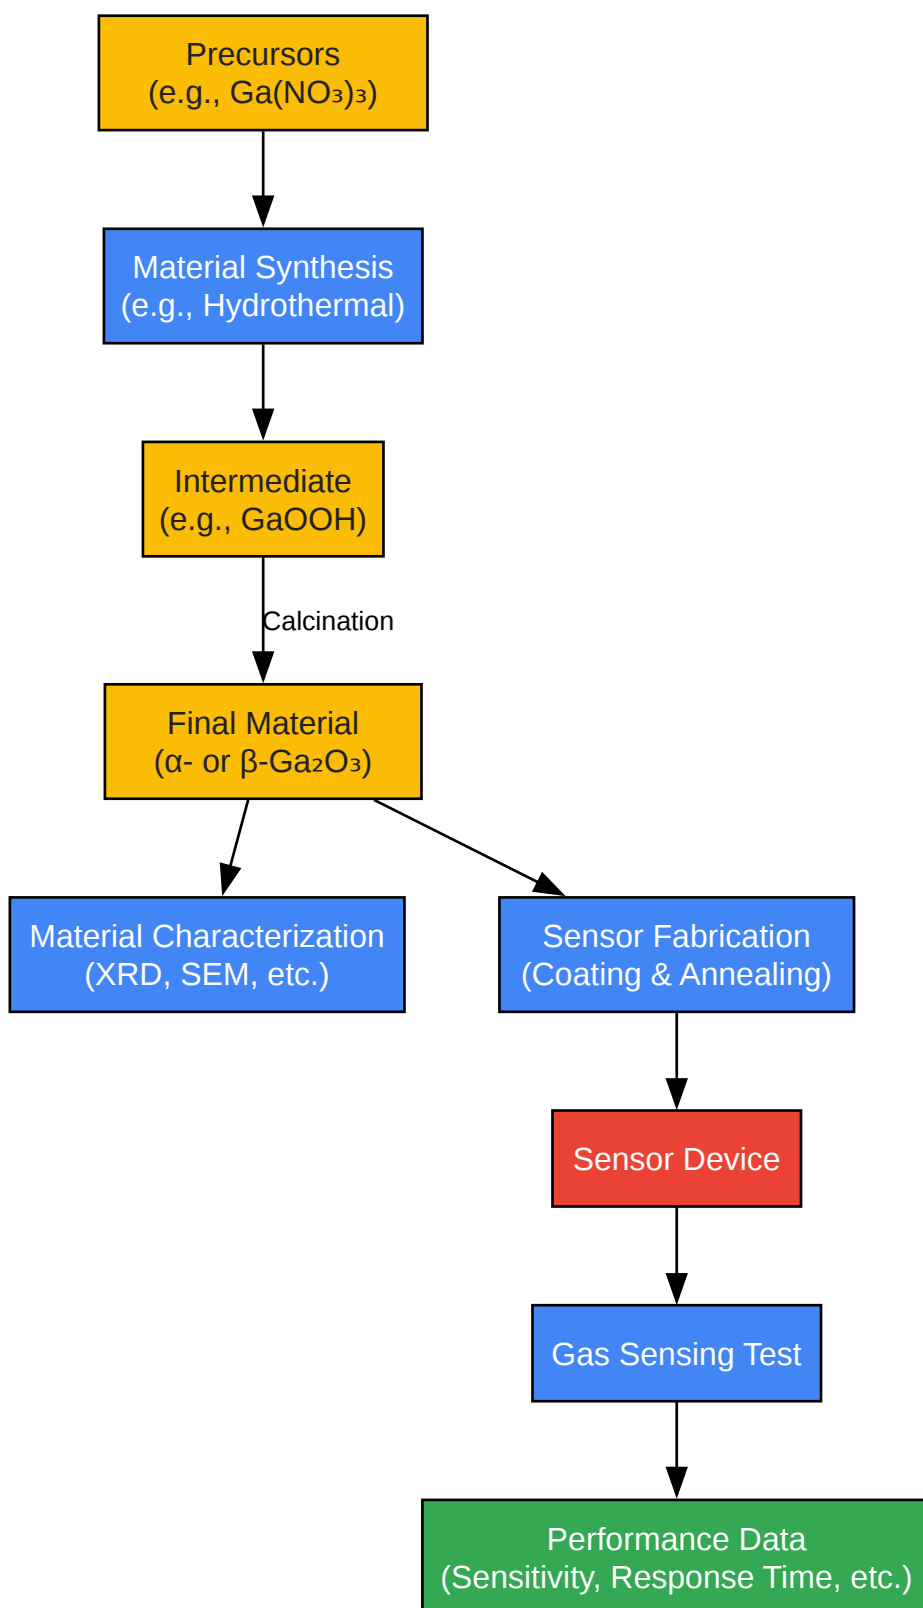 Precursors
(e.g., Ga(NO₃)₃)
Material Synthesis
(e.g., Hydrothermal)
Intermediate
(e.g., GaOOH)
Calcination
Final Material
(α- or β-Ga₂O₃)
Material Characterization
(XRD, SEM, etc.)
Sensor Fabrication
(Coating & Annealing)
Sensor Device
Gas Sensing Test
Performance Data
(Sensitivity, Response Time, etc.)